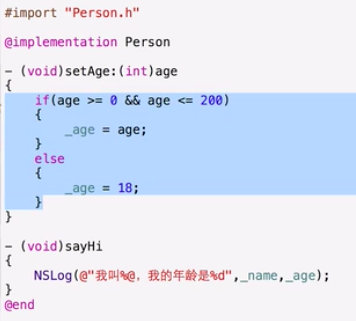 #import "Person.h"
@implementation Person
- (void)setAge:(int)age
{
if(age >= 0 && age <= 200)
{
_age = age;
}
else
{
_age = 18;
}
}
- (void)sayHi
{
NSLog(@"我叫%@，我的年龄是%d",_name,_age);
}
@end